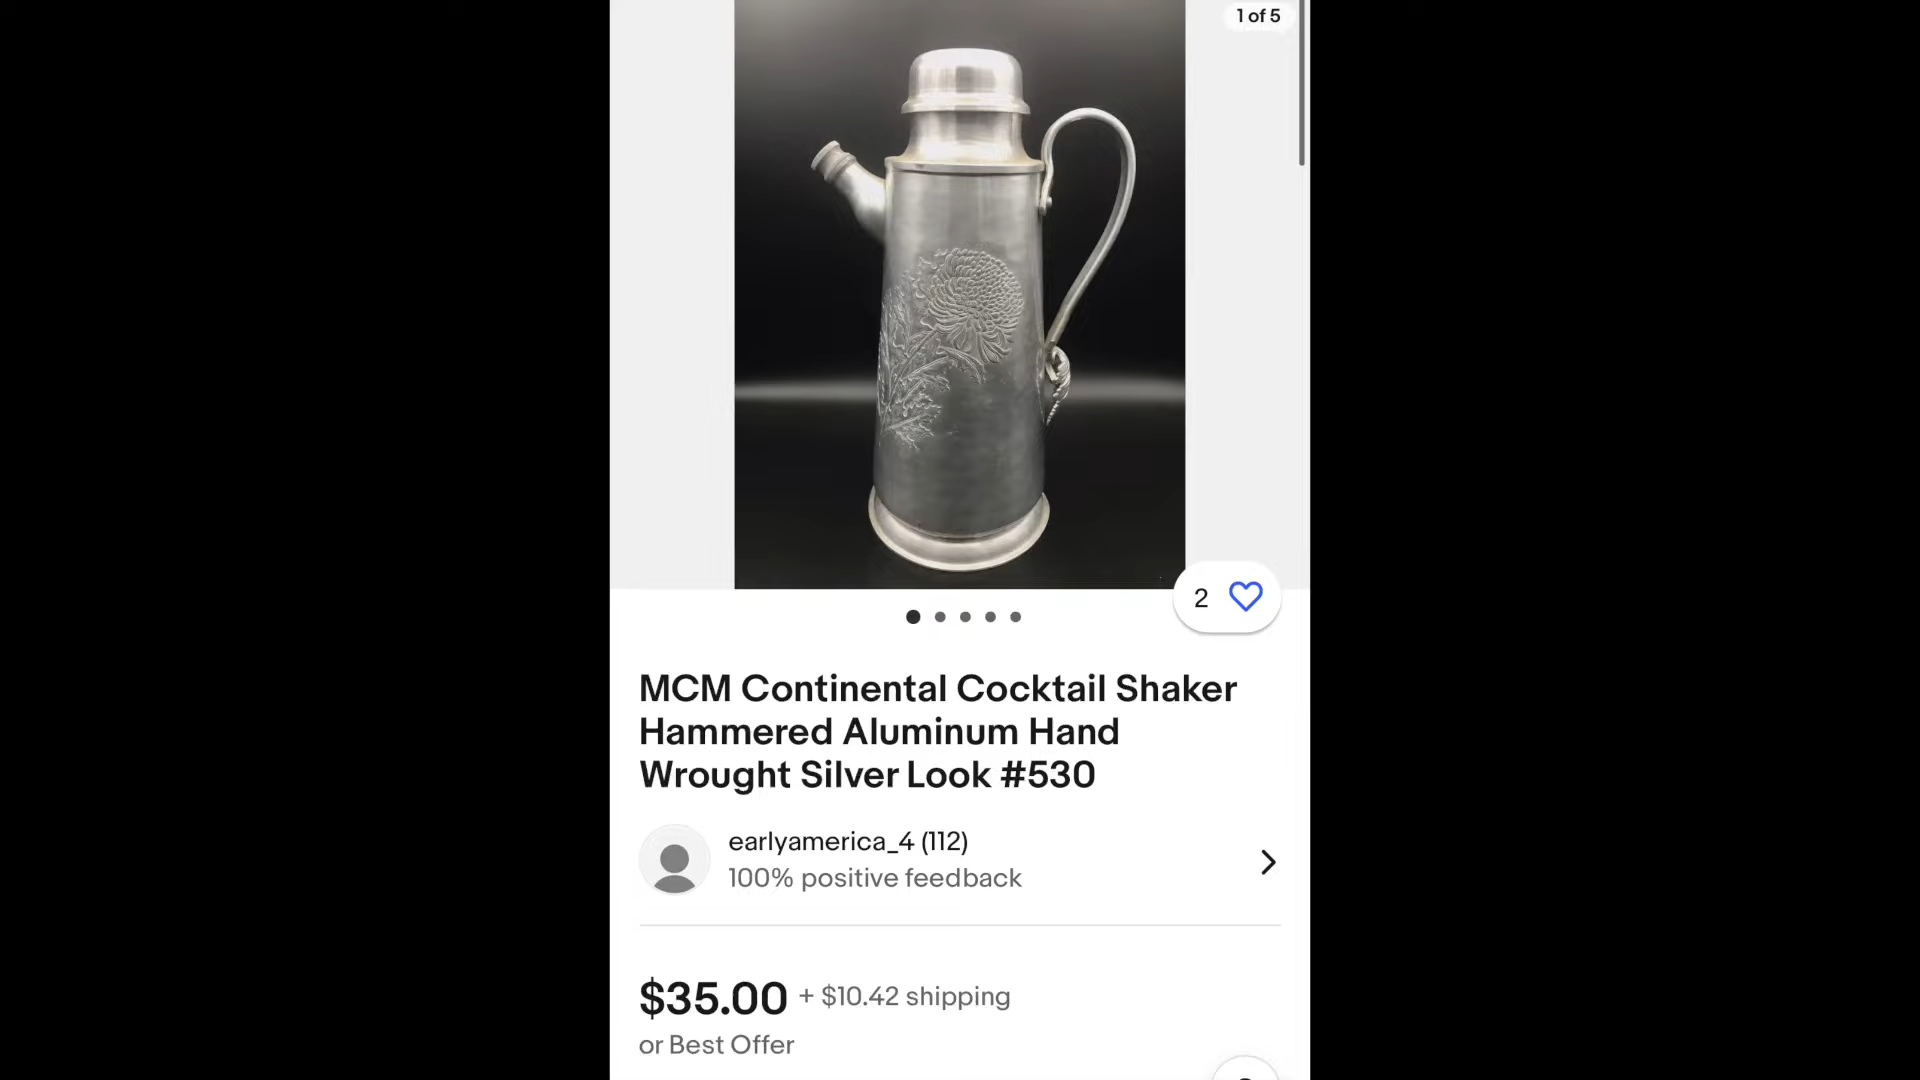 1 of 5
2
MCM Continental Cocktail Shaker
Hammered Aluminum Hand
Wrought Silver Look #530
earlyamerica_4 (112)
100% positive feedback
$35.00 + $10.42 shipping
or Best Offer